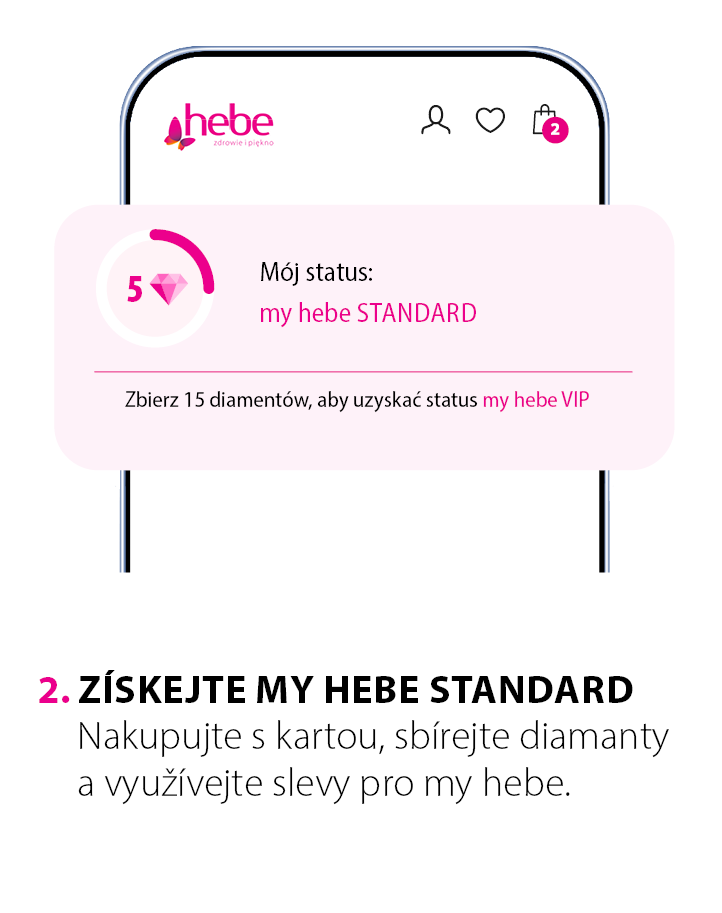 hebe
zdrowie i piękno
2
5
Mój status:
my hebe STANDARD
Zbierz 15 diamentów, aby uzyskać status my hebe VIP
2. ZÍSKEJTE MY HEBE STANDARD
Nakupujte s kartou, sbírejte diamanty
a využívejte slevy pro my hebe.